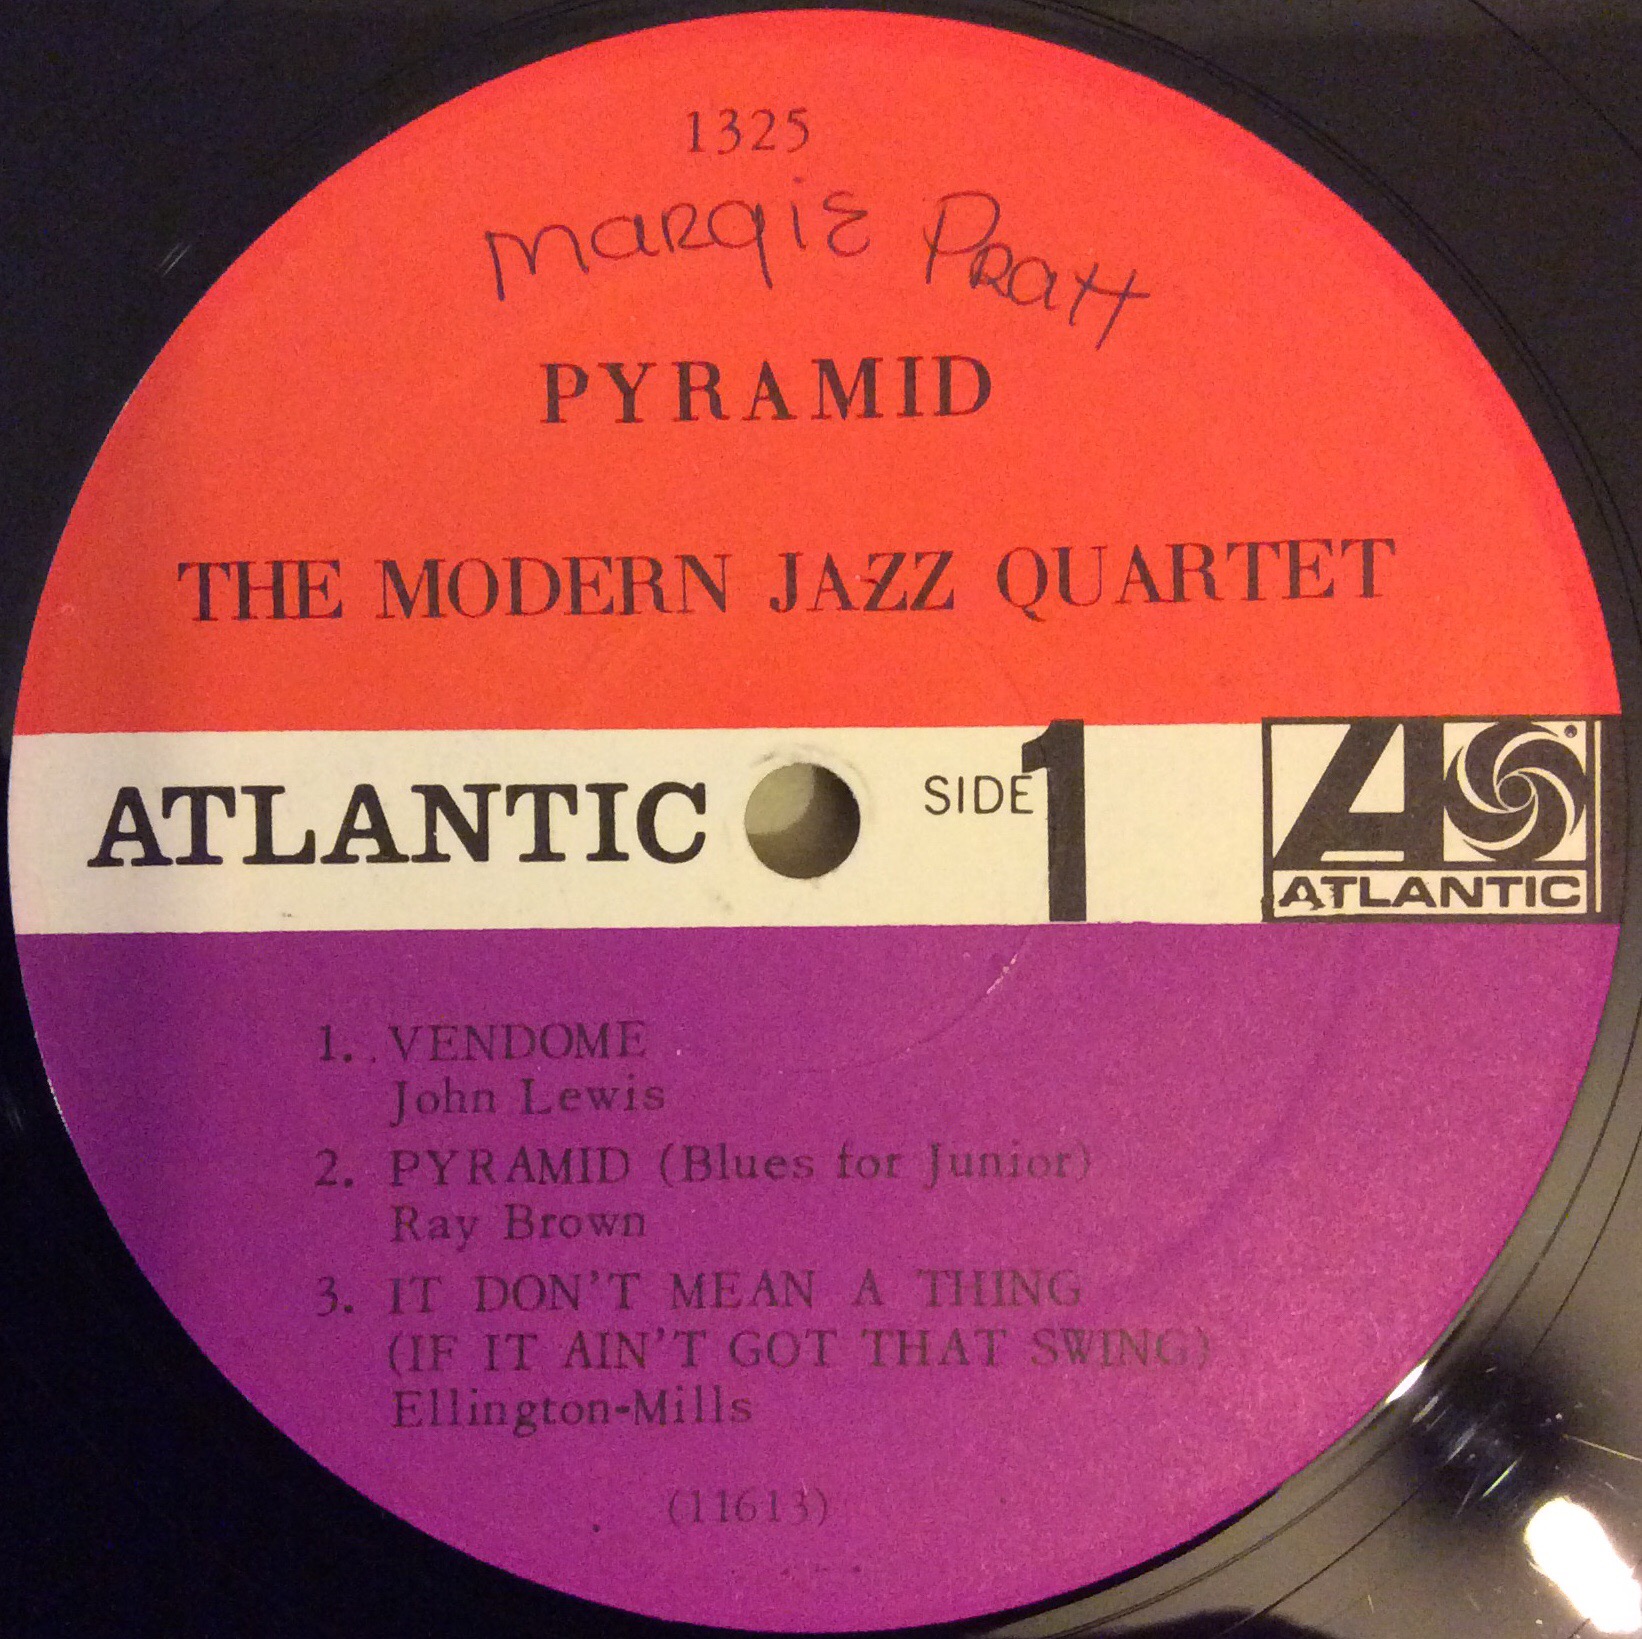 1325
Margie Pratt
PYRAMID
THE MODERN JAZZ QUARTET
ATLANTIC
SIDE 1
ATLANTIC
1. VENDOME
John Lewis
2. PYRAMID (Blues for Junior)
Ray Brown
3. IT DON'T MEAN A THING
(IF IT AIN'T GOT THAT SWING)
Ellington-Mills
(11613)